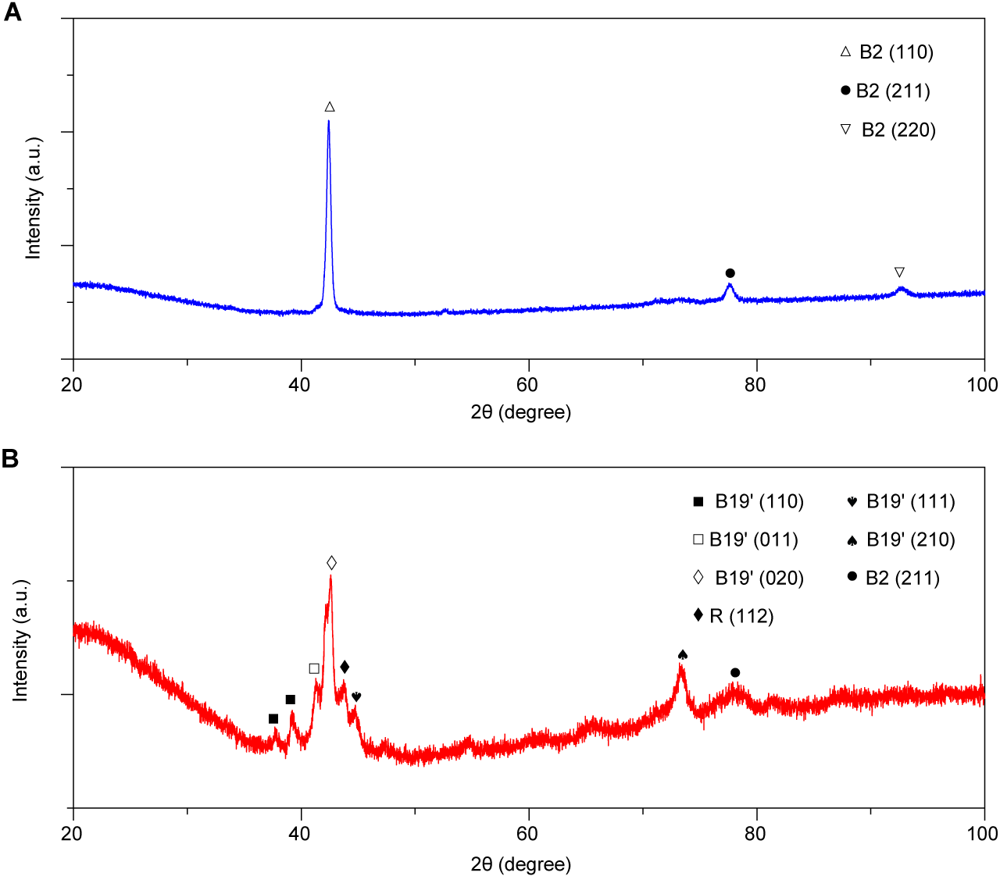 A
△ B2 (110)
● B2 (211)
▽ B2 (220)
Intensity (a.u.)
20 40 60 80 100
2θ (degree)
B
■ B19' (110) ♥ B19' (111)
□ B19' (011) ♠ B19' (210)
◇ B19' (020) ● B2 (211)
◆ R (112)
Intensity (a.u.)
20 40 60 80 100
2θ (degree)